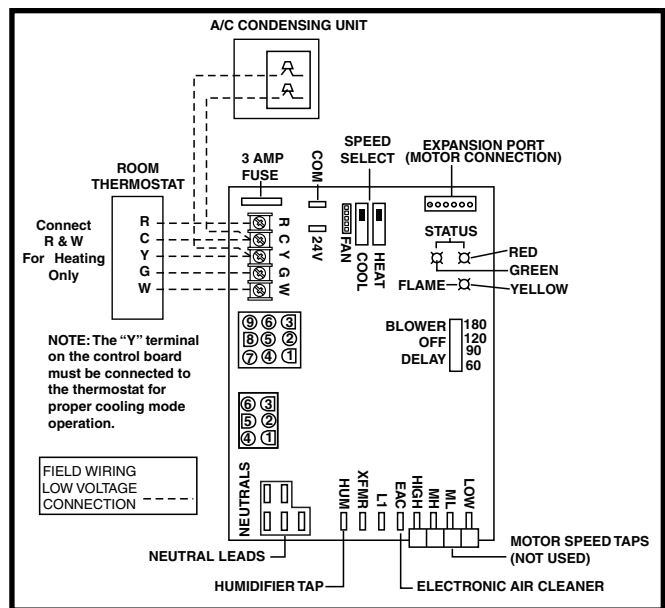 A/C CONDENSING UNIT
ROOM
THERMOSTAT
3 AMP
FUSE
COM
SPEED
SELECT
EXPANSION PORT
(MOTOR CONNECTION)
Connect
R & W
For Heating
Only
R
C
Y
G
W
R
C
Y
G
W
24V
FAN
COOL
HEAT
STATUS
RED
GREEN
FLAME
YELLOW
NOTE: The “Y” terminal
on the control board
must be connected to
the thermostat for
proper cooling mode
operation.
9 6 3
8 5 2
7 4 1
BLOWER
OFF
DELAY
180
120
90
60
6 3
5 2
4 1
FIELD WIRING
LOW VOLTAGE
CONNECTION
NEUTRALS
HUM
XFMR
L1
EAC
HIGH
MH
ML
LOW
NEUTRAL LEADS
MOTOR SPEED TAPS
(NOT USED)
HUMIDIFIER TAP
ELECTRONIC AIR CLEANER